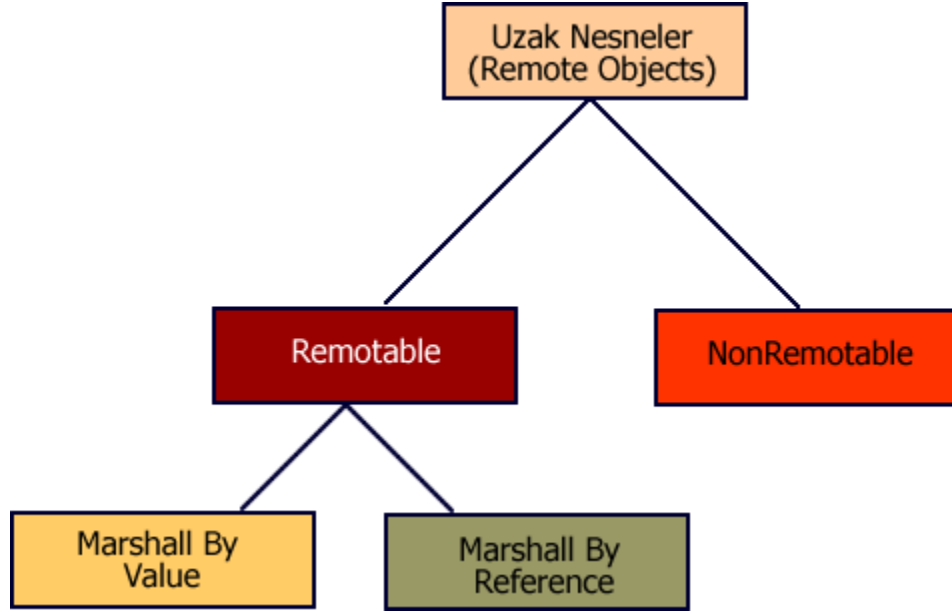 Uzak Nesneler
(Remote Objects)
Remotable
NonRemotable
Marshall By
Value
Marshall By
Reference